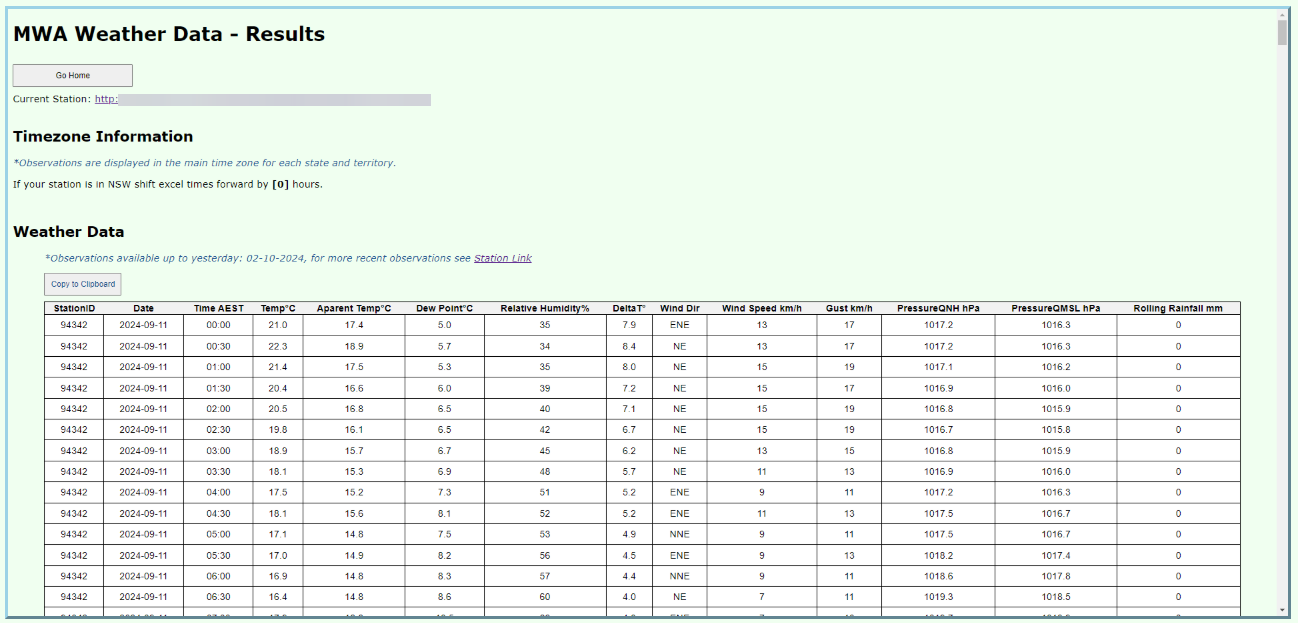 MWA Weather Data - Results
Go Home
Current Station: http:
Timezone Information
*Observations are displayed in the main time zone for each state and territory.
If your station is in NSW shift excel times forward by [0] hours.
Weather Data
*Observations available up to yesterday: 02-10-2024, for more recent observations see Station Link
Copy to Clipboard
StationID Date Time AEST Temp°C Aparent Temp°C Dew Point°C Relative Humidity% DeltaT° Wind Dir Wind Speed km/h Gust km/h PressureQNH hPa PressureQMSL hPa Rolling Rainfall mm
94342 2024-09-11 00:00 21.0 17.4 5.0 35 7.9 ENE 13 17 1017.2 1016.3 0
94342 2024-09-11 00:30 22.3 18.9 5.7 34 8.4 NE 13 17 1017.2 1016.3 0
94342 2024-09-11 01:00 21.4 17.5 5.3 35 8.0 NE 15 19 1017.1 1016.2 0
94342 2024-09-11 01:30 20.4 16.6 6.0 39 7.2 NE 15 17 1016.9 1016.0 0
94342 2024-09-11 02:00 20.5 16.8 6.5 40 7.1 NE 15 19 1016.8 1015.9 0
94342 2024-09-11 02:30 19.8 16.1 6.5 42 6.7 NE 15 19 1016.7 1015.8 0
94342 2024-09-11 03:00 18.9 15.7 6.7 45 6.2 NE 13 15 1016.8 1015.9 0
94342 2024-09-11 03:30 18.1 15.3 6.9 48 5.7 NE 11 13 1016.9 1016.0 0
94342 2024-09-11 04:00 17.5 15.2 7.3 51 5.2 ENE 9 11 1017.2 1016.3 0
94342 2024-09-11 04:30 18.1 15.6 8.1 52 5.2 ENE 11 13 1017.5 1016.7 0
94342 2024-09-11 05:00 17.1 14.8 7.5 53 4.9 NNE 9 11 1017.5 1016.7 0
94342 2024-09-11 05:30 17.0 14.9 8.2 56 4.5 ENE 9 13 1018.2 1017.4 0
94342 2024-09-11 06:00 16.9 14.8 8.3 57 4.4 NNE 9 11 1018.6 1017.8 0
94342 2024-09-11 06:30 16.4 14.8 8.6 60 4.0 NE 7 11 1019.3 1018.5 0